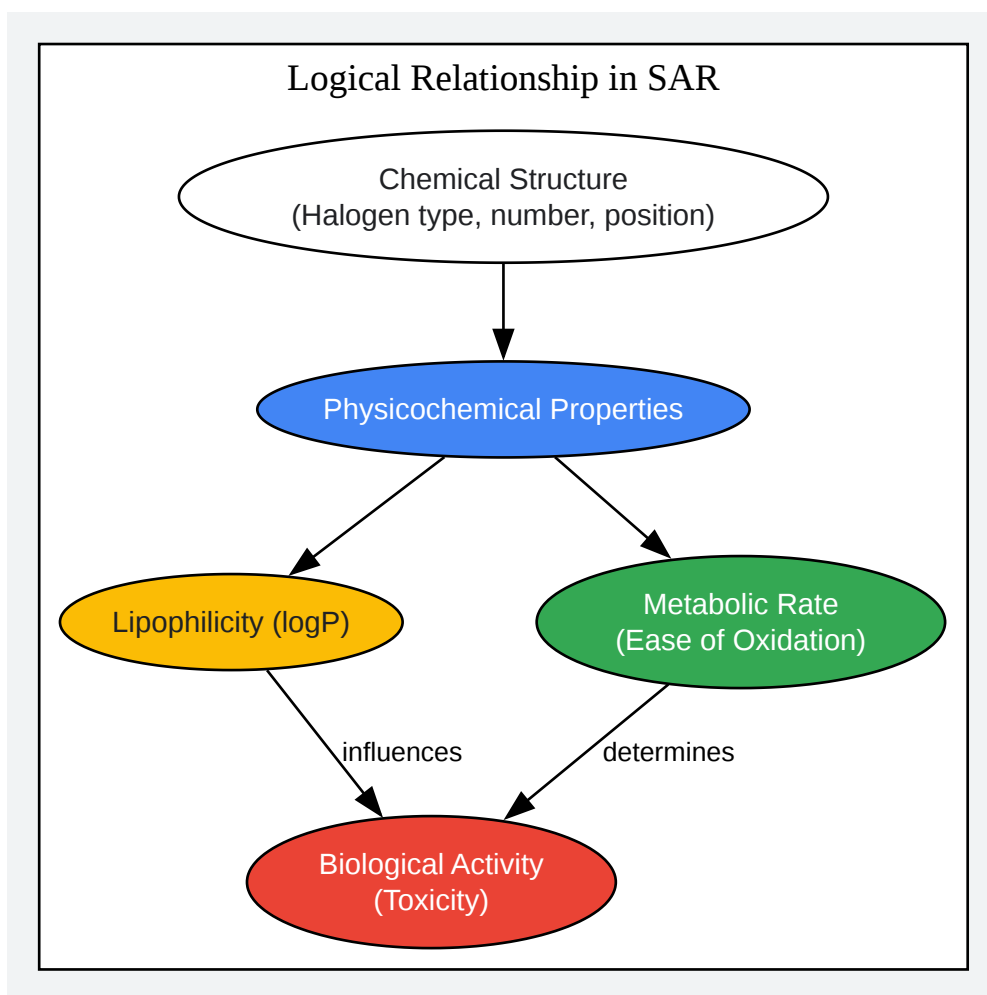 Logical Relationship in SAR
Chemical Structure
(Halogen type, number, position)
Physicochemical Properties
Lipophilicity (logP)
Metabolic Rate
(Ease of Oxidation)
influences
determines
Biological Activity
(Toxicity)